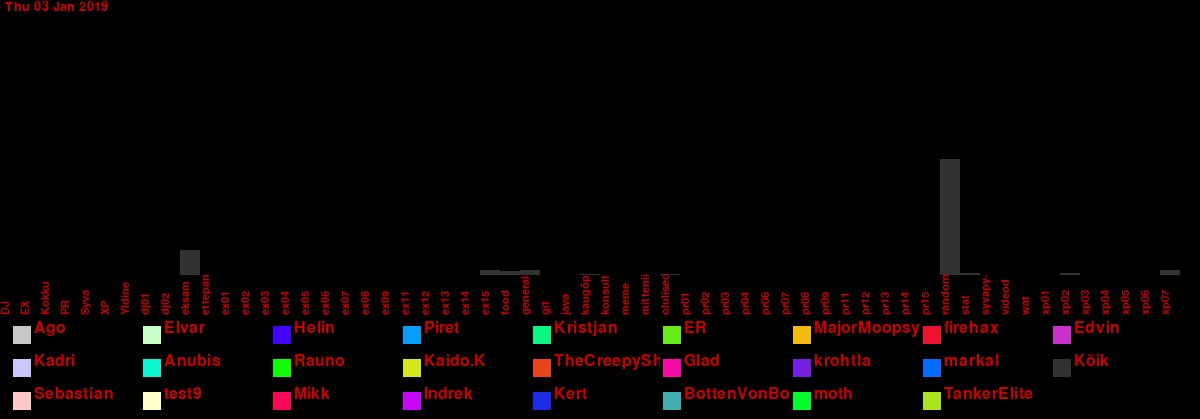 Thu 03 Jan 2019
DJ EX Kokku PR Syva XP Yldine dj01 dj02 eksam ettepan ex01 ex02 ex03 ex04 ex05 ex06 ex07 ex08 ex09 ex11 ex12 ex13 ex14 ex15 food general git java kaugõp konsult meme mittenii olulised pr01 pr02 pr03 pr04 pr06 pr07 pr08 pr09 pr11 pr12 pr13 pr14 pr15 random stat syvapy- videod wat xp01 xp02 xp03 xp04 xp05 xp06 xp07
Ago Elvar Helin Piret Kristjan ER MajorMoopsy firehax Edvin
Kadri Anubis Rauno Kaido.K TheCreepySh Glad krohtla markal Kõik
Sebastian test9 Mikk Indrek Kert BottenVonBo moth TankerElite